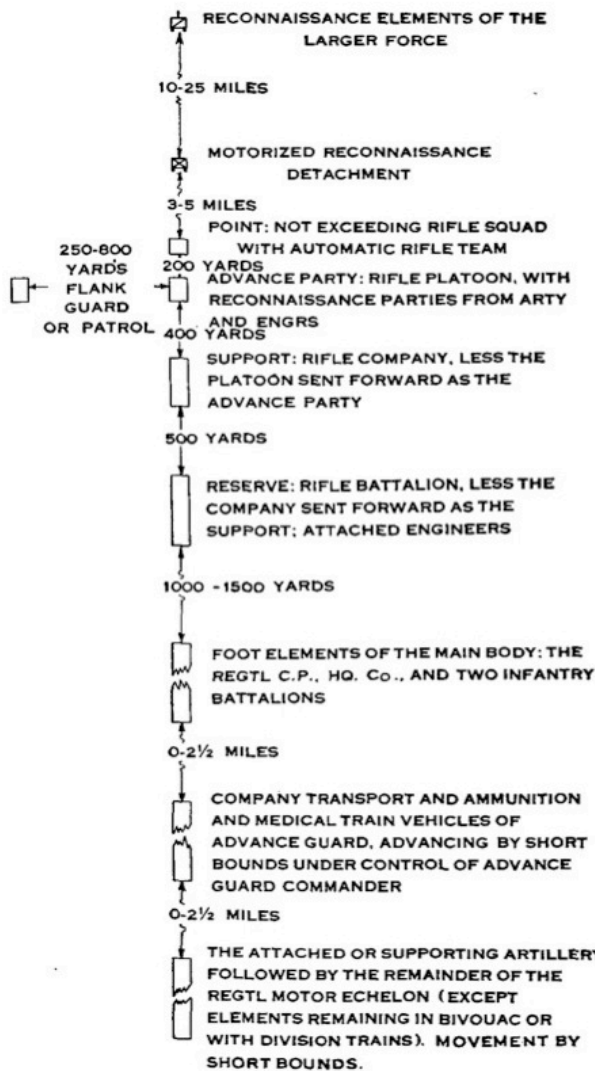 RECONNAISSANCE ELEMENTS OF THE
LARGER FORCE
10-25 MILES
MOTORIZED RECONNAISSANCE
DETACHMENT
3-5 MILES
POINT: NOT EXCEEDING RIFLE SQUAD
WITH AUTOMATIC RIFLE TEAM
200 YARDS
250-800
YARDS
FLANK
GUARD
OR PATROL
ADVANCE PARTY: RIFLE PLATOON, WITH
RECONNAISSANCE PARTIES FROM ARTY
AND ENGRS
400 YARDS
SUPPORT: RIFLE COMPANY, LESS THE
PLATOON SENT FORWARD AS THE
ADVANCE PARTY
500 YARDS
RESERVE: RIFLE BATTALION, LESS THE
COMPANY SENT FORWARD AS THE
SUPPORT; ATTACHED ENGINEERS
1000 -1500 YARDS
FOOT ELEMENTS OF THE MAIN BODY: THE
REGTL C.P., HQ. CO., AND TWO INFANTRY
BATTALIONS
0-2½ MILES
COMPANY TRANSPORT AND AMMUNITION
AND MEDICAL TRAIN VEHICLES OF
ADVANCE GUARD, ADVANCING BY SHORT
BOUNDS UNDER CONTROL OF ADVANCE
GUARD COMMANDER
0-2½ MILES
THE ATTACHED OR SUPPORTING ARTILLERY
FOLLOWED BY THE REMAINDER OF THE
REGTL MOTOR ECHELON (EXCEPT
ELEMENTS REMAINING IN BIVOUAC OR
WITH DIVISION TRAINS). MOVEMENT BY
SHORT BOUNDS.